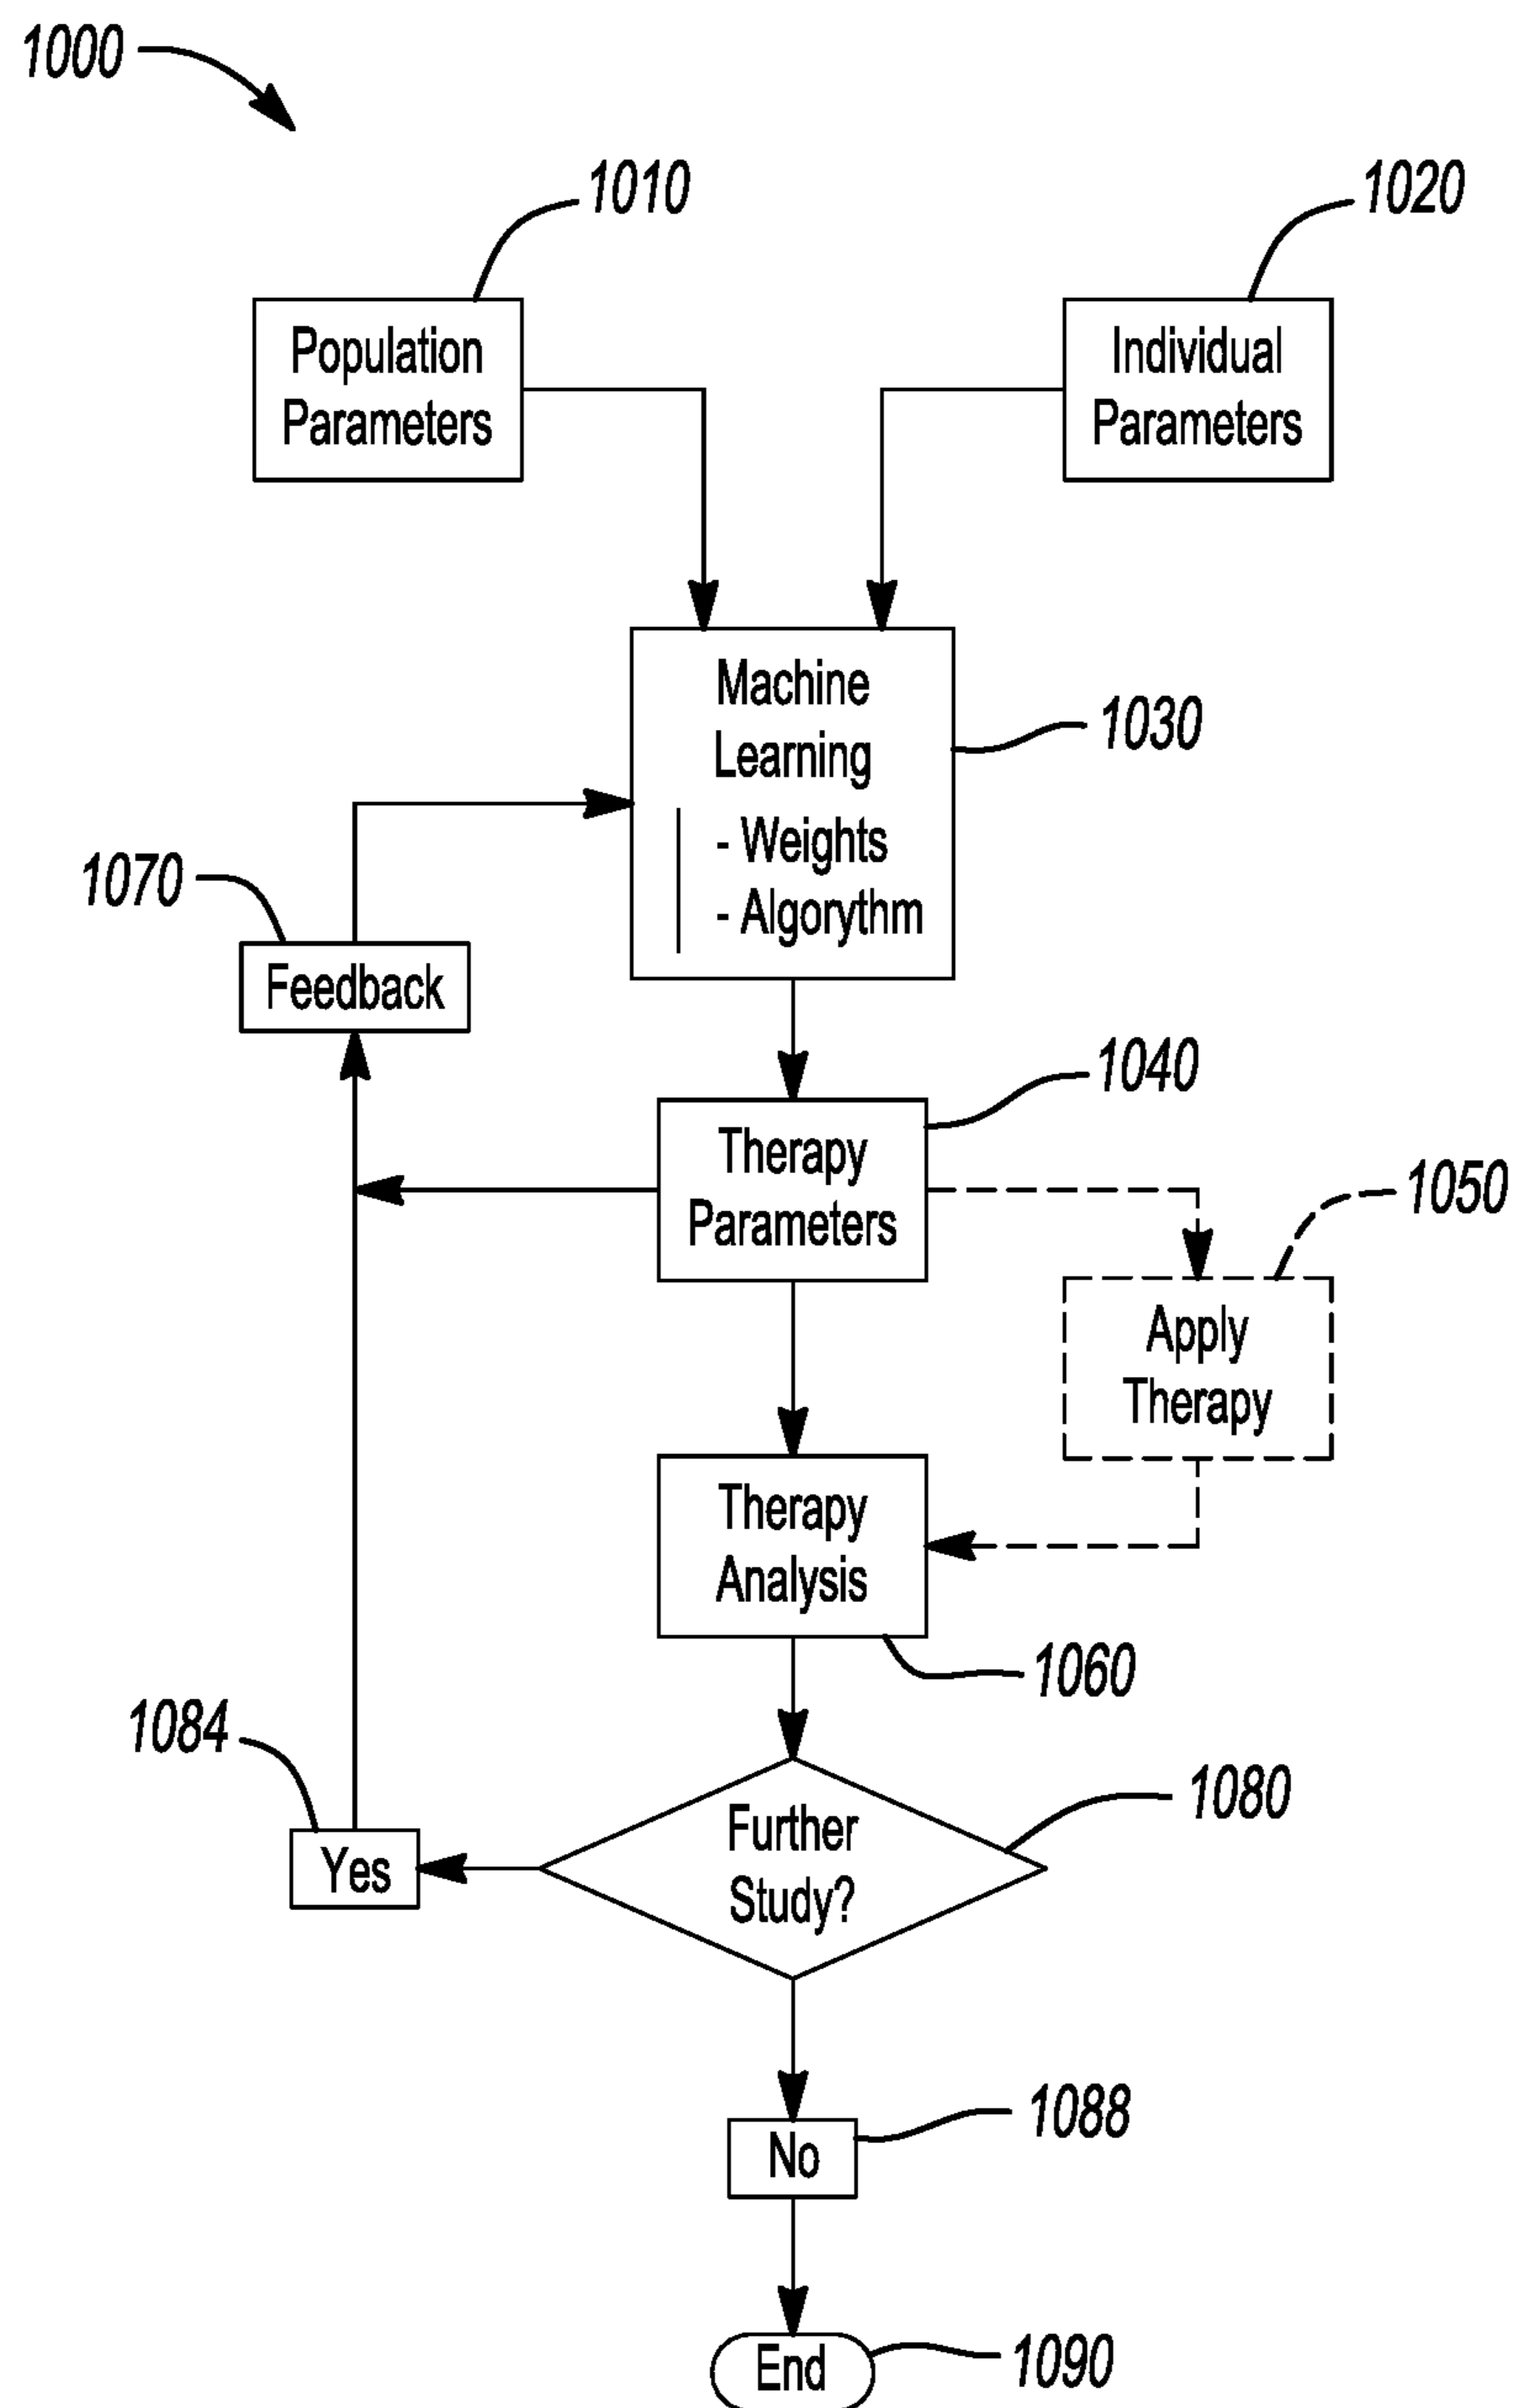 1000
1010
1020
Population
Parameters
Individual
Parameters
Machine
Learning
- Weights
- Algorythm
1030
1070
Feedback
1040
Therapy
Parameters
1050
Apply
Therapy
Therapy
Analysis
1060
1084
Yes
Further
Study?
1080
No
1088
End
1090